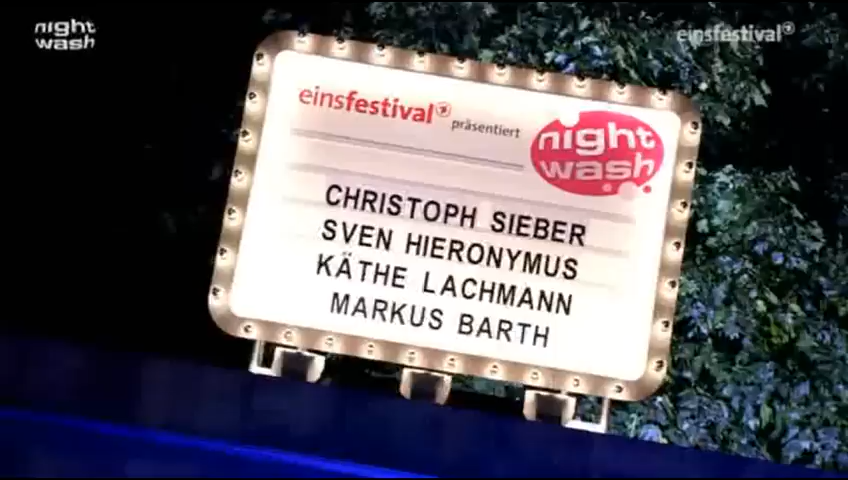 night
wash
einsfestival
einsfestival präsentiert
night
wash
CHRISTOPH SIEBER
SVEN HIERONYMUS
KÄTHE LACHMANN
MARKUS BARTH